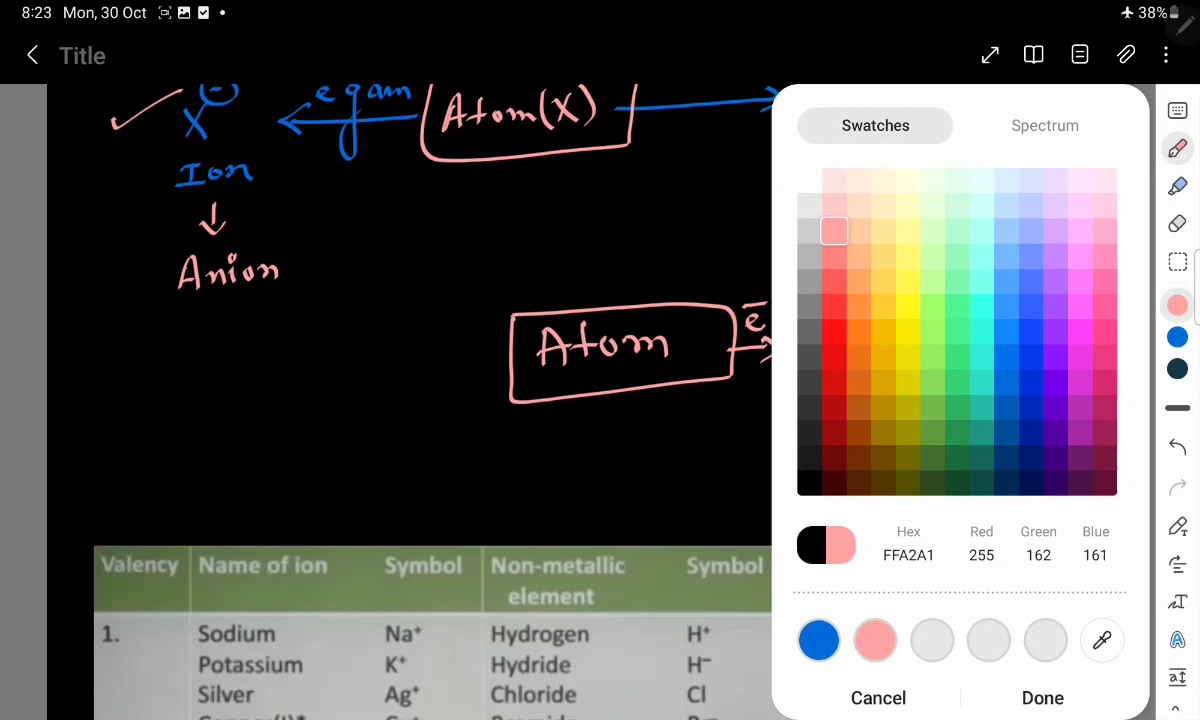 8:23 Mon, 30 Oct
38%
Title
e gain
Atom(X)
X
Ion
Anion
Atom
e
Swatches
Spectrum
Hex Red Green Blue
FFA2A1 255 162 161
Cancel
Done
Valency Name of ion Symbol Non-metallic element Symbol
1. Sodium Na⁺ Hydrogen H⁺
Potassium K⁺ Hydride H⁻
Silver Ag⁺ Chloride Cl